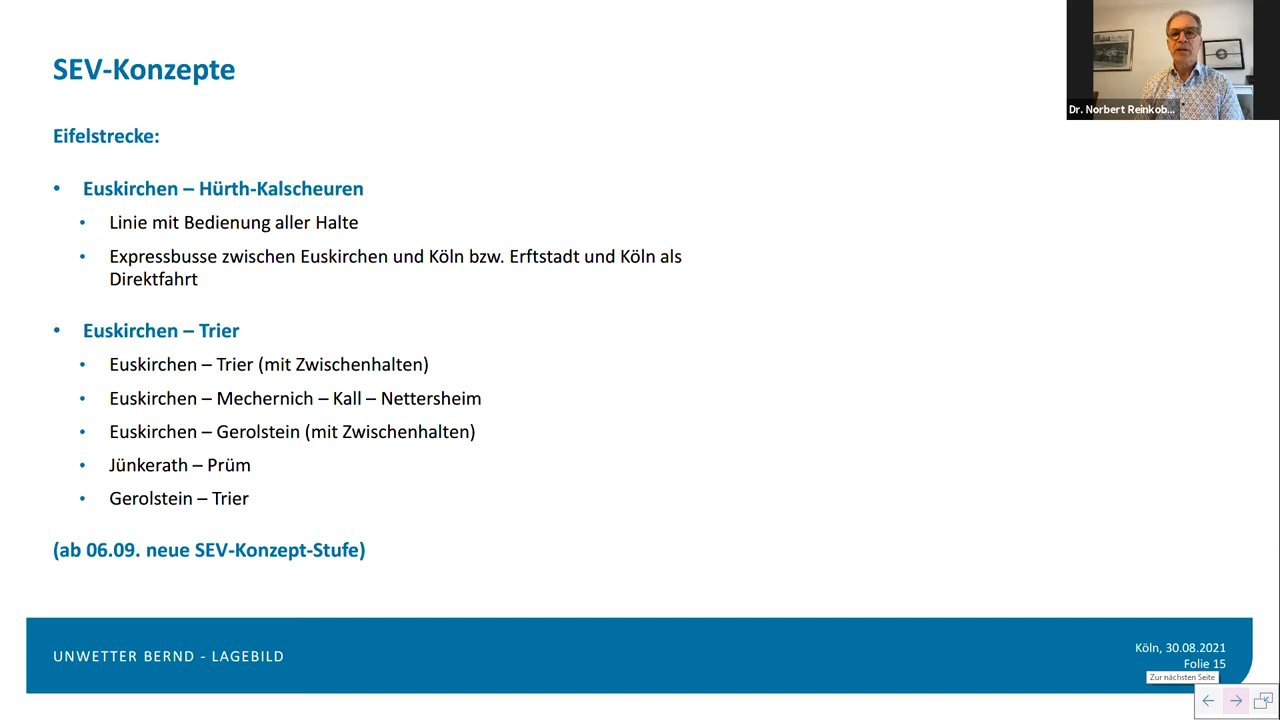 SEV-Konzepte
Dr. Norbert Reinkob...
Eifelstrecke:
• Euskirchen – Hürth-Kalscheuren
• Linie mit Bedienung aller Halte
• Expressbusse zwischen Euskirchen und Köln bzw. Erftstadt und Köln als
Direktfahrt
• Euskirchen – Trier
• Euskirchen – Trier (mit Zwischenhalten)
• Euskirchen – Mechernich – Kall – Nettersheim
• Euskirchen – Gerolstein (mit Zwischenhalten)
• Jünkerath – Prüm
• Gerolstein – Trier
(ab 06.09. neue SEV-Konzept-Stufe)
UNWETTER BERND - LAGEBILD
Köln, 30.08.2021
Folie 15
Zur nächsten Seite